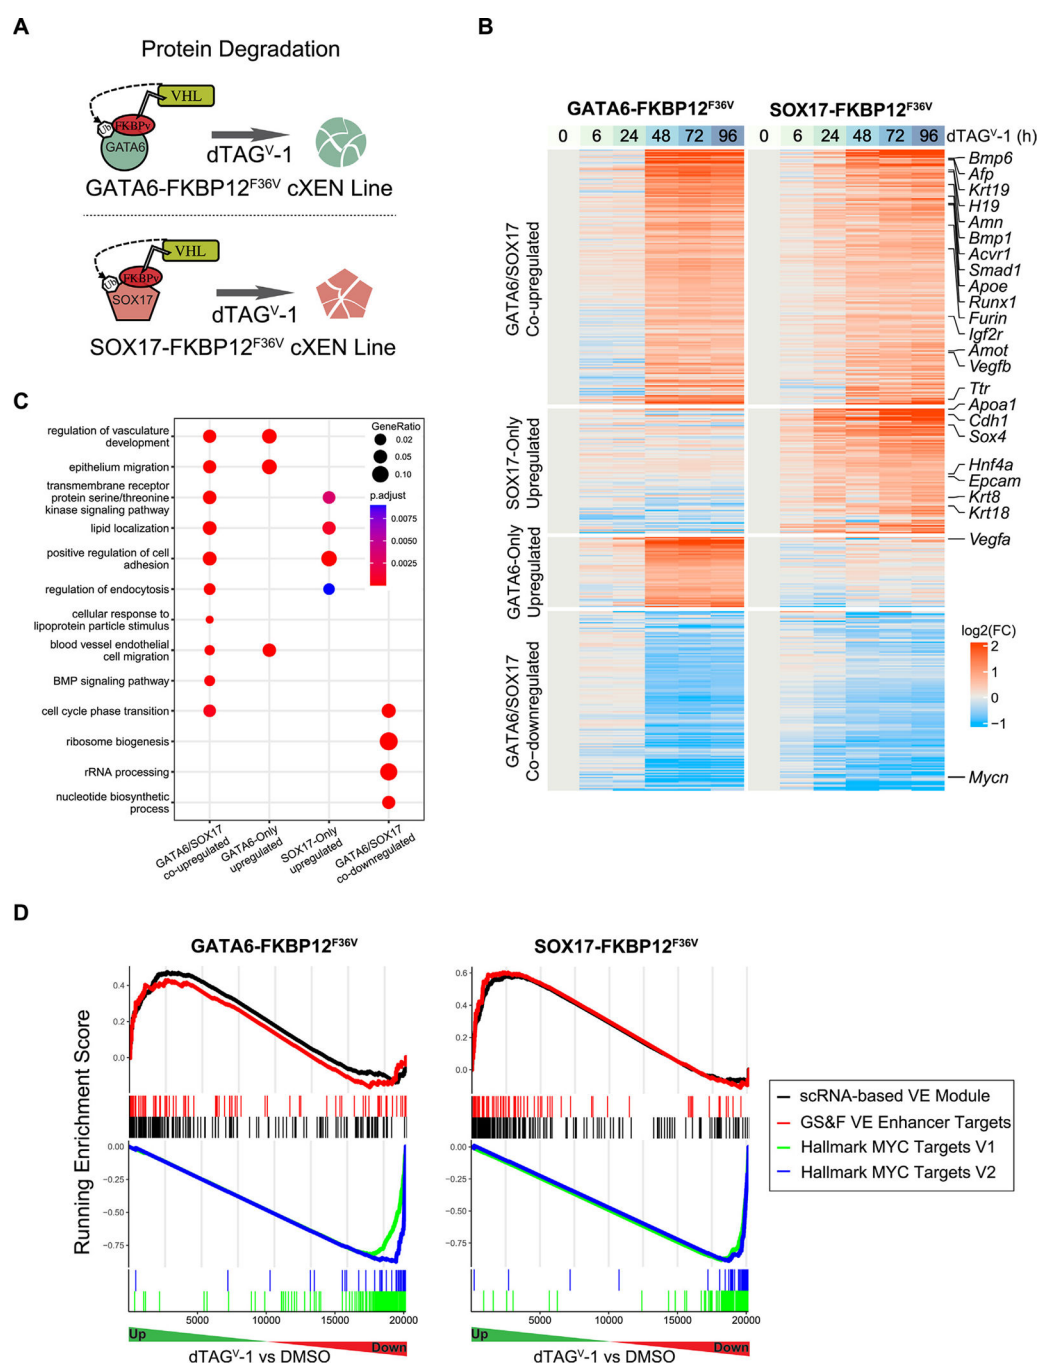 A
Protein Degradation
VHL
Ub
FKBPv
GATA6
dTAGV-1
GATA6-FKBP12F36V cXEN Line
VHL
Ub
FKBPv
SOX17
dTAGV-1
SOX17-FKBP12F36V cXEN Line
B
GATA6-FKBP12F36V
SOX17-FKBP12F36V
0 6 24 48 72 96
0 6 24 48 72 96
dTAGV-1 (h)
GATA6/SOX17
Co-upregulated
SOX17-Only
Upregulated
GATA6-Only
Upregulated
GATA6/SOX17
Co-downregulated
Bmp6
Afp
Krt19
H19
Amn
Bmp1
Acvr1
Smad1
Apoe
Runx1
Furin
Igf2r
Amot
Vegfb
Ttr
Apoa1
Cdh1
Sox4
Hnf4a
Epcam
Krt8
Krt18
Vegfa
log2(FC)
2
1
0
−1
Mycn
C
regulation of vasculature
development
epithelium migration
transmembrane receptor
protein serine/threonine
kinase signaling pathway
lipid localization
positive regulation of cell
adhesion
regulation of endocytosis
cellular response to
lipoprotein particle stimulus
blood vessel endothelial
cell migration
BMP signaling pathway
cell cycle phase transition
ribosome biogenesis
rRNA processing
nucleotide biosynthetic
process
GATA6/SOX17
co-upregulated
GATA6-Only
upregulated
SOX17-Only
upregulated
GATA6/SOX17
co-downregulated
GeneRatio
0.02
0.05
0.10
p.adjust
0.0075
0.0050
0.0025
D
GATA6-FKBP12F36V
SOX17-FKBP12F36V
Running Enrichment Score
0.4
0.2
0.0
0.00
−0.25
−0.50
−0.75
5000 10000 15000 20000
Up
Down
dTAGV-1 vs DMSO
0.6
0.4
0.2
0.0
0.00
−0.25
−0.50
−0.75
5000 10000 15000 20000
Up
Down
dTAGV-1 vs DMSO
scRNA-based VE Module
GS&F VE Enhancer Targets
Hallmark MYC Targets V1
Hallmark MYC Targets V2